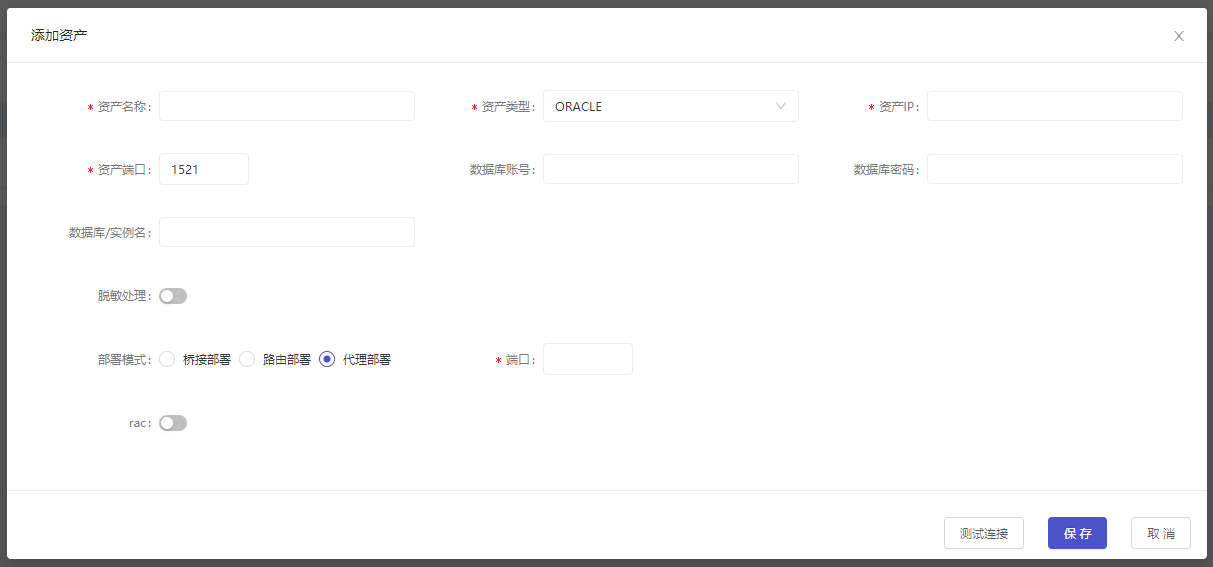 添加资产
* 资产名称: * 资产类型: ORACLE * 资产IP:
* 资产端口: 1521 数据库账号: 数据库密码:
数据库/实例名:
脱敏处理:
部署模式: 桥接部署 路由部署 代理部署 * 端口:
rac:
测试连接 保 存 取 消